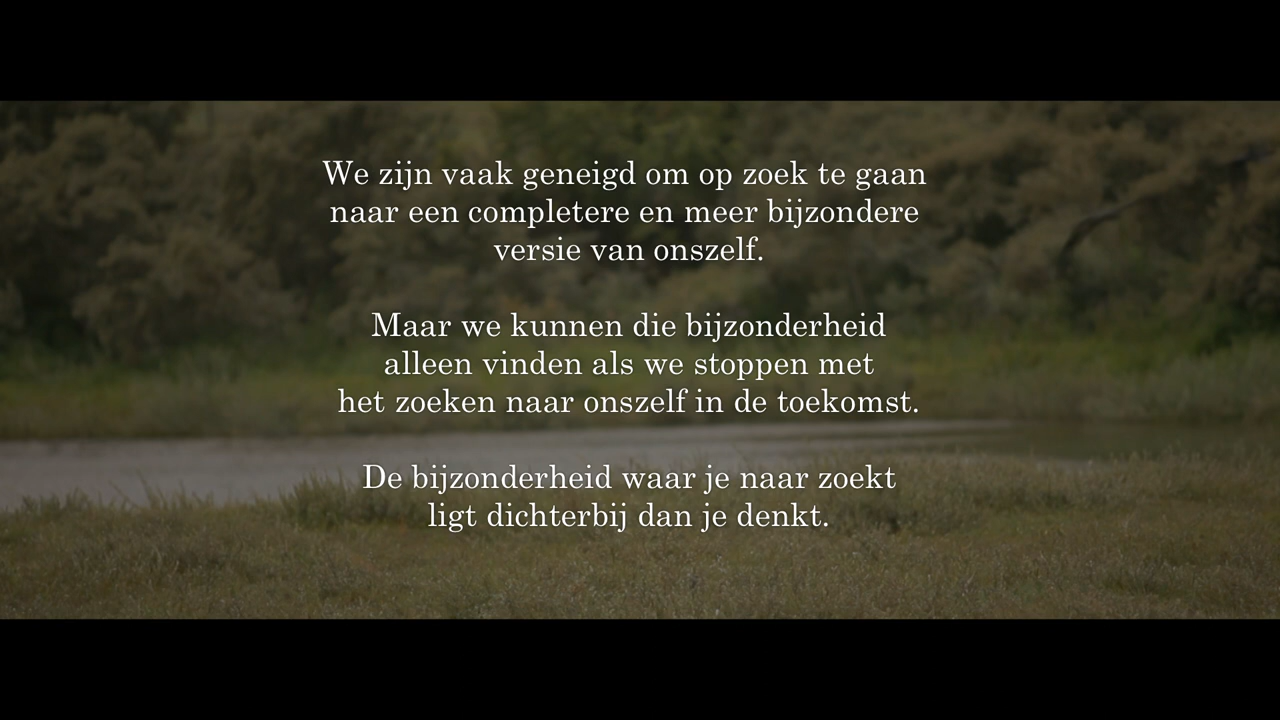 We zijn vaak geneigd om op zoek te gaan
naar een completere en meer bijzondere
versie van onszelf.
Maar we kunnen die bijzonderheid
alleen vinden als we stoppen met
het zoeken naar onszelf in de toekomst.
De bijzonderheid waar je naar zoekt
ligt dichterbij dan je denkt.